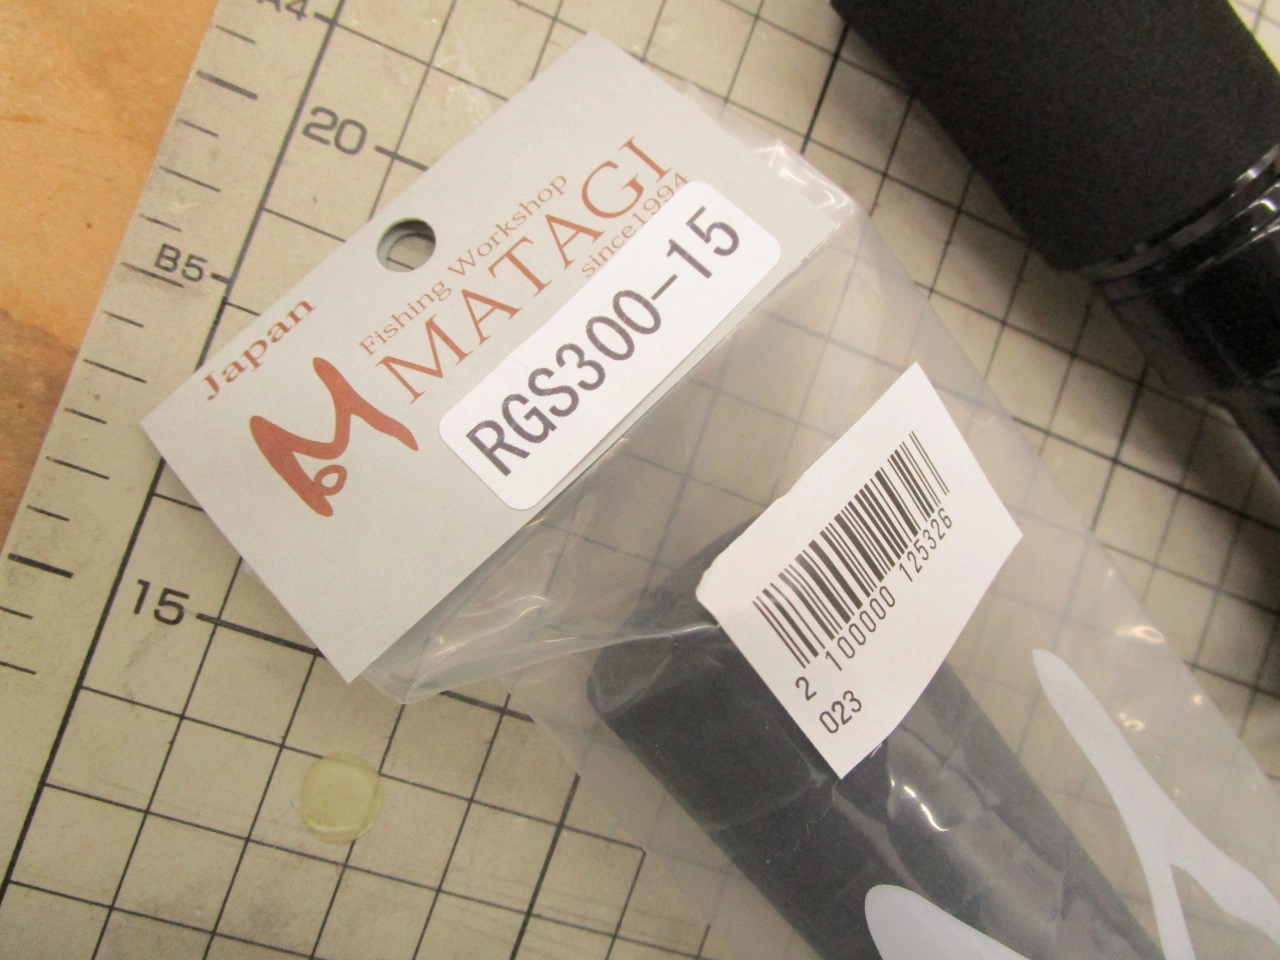 A4
20
B5
15
Japan
Fishing Workshop
MATAGI
since1994
RGS300-15
2 100000 125326
023